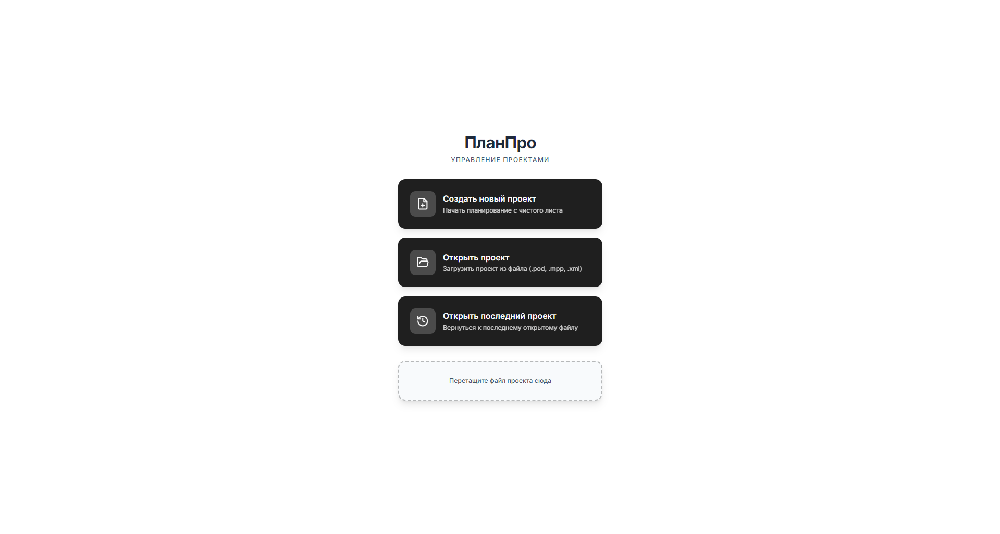 ПланПро
УПРАВЛЕНИЕ ПРОЕКТАМИ
Создать новый проект
Начать планирование с чистого листа
Открыть проект
Загрузить проект из файла (.pod, .mpp, .xml)
Открыть последний проект
Вернуться к последнему открытому файлу
Перетащите файл проекта сюда